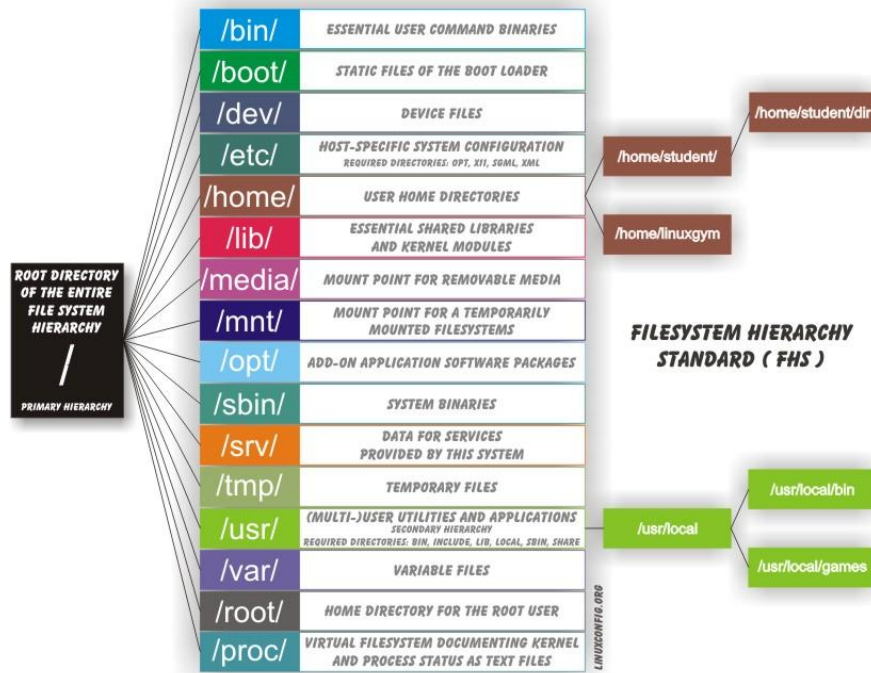 ROOT DIRECTORY
OF THE ENTIRE
FILE SYSTEM
HIERARCHY
/
PRIMARY HIERARCHY
/bin/
ESSENTIAL USER COMMAND BINARIES
/boot/
STATIC FILES OF THE BOOT LOADER
/dev/
DEVICE FILES
/etc/
HOST-SPECIFIC SYSTEM CONFIGURATION
REQUIRED DIRECTORIES: OPT, X11, SGML, XML
/home/
USER HOME DIRECTORIES
/lib/
ESSENTIAL SHARED LIBRARIES
AND KERNEL MODULES
/media/
MOUNT POINT FOR REMOVABLE MEDIA
/mnt/
MOUNT POINT FOR A TEMPORARILY
MOUNTED FILESYSTEMS
/opt/
ADD-ON APPLICATION SOFTWARE PACKAGES
/sbin/
SYSTEM BINARIES
/srv/
DATA FOR SERVICES
PROVIDED BY THIS SYSTEM
/tmp/
TEMPORARY FILES
/usr/
(MULTI-)USER UTILITIES AND APPLICATIONS
SECONDARY HIERARCHY
REQUIRED DIRECTORIES: BIN, INCLUDE, LIB, LOCAL, SBIN, SHARE
/var/
VARIABLE FILES
/root/
HOME DIRECTORY FOR THE ROOT USER
/proc/
VIRTUAL FILESYSTEM DOCUMENTING KERNEL
AND PROCESS STATUS AS TEXT FILES
/home/student/
/home/student/dir
/home/linuxgym
FILESYSTEM HIERARCHY
STANDARD ( FHS )
/usr/local
/usr/local/bin
/usr/local/games
LINUXCONFIG.ORG